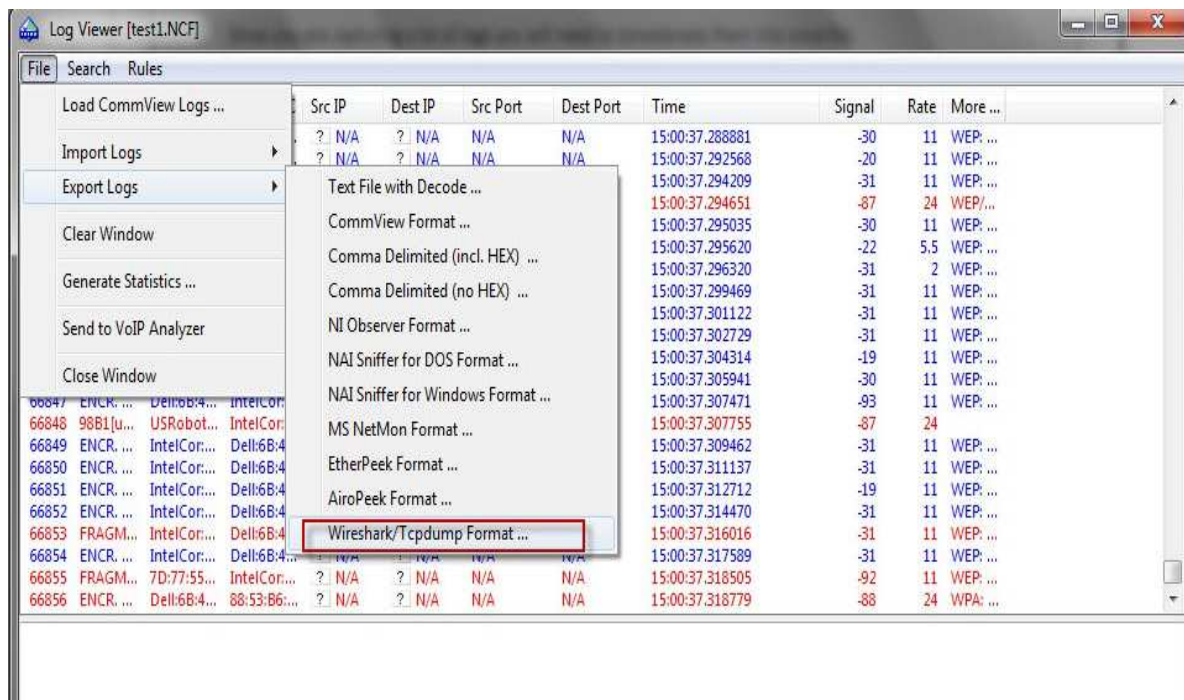 Log Viewer [test1.NCF]
File Search Rules
Src IP Dest IP Src Port Dest Port Time Signal Rate More ...
? N/A ? N/A N/A N/A 15:00:37.288881 -30 11 WEP: ...
? N/A ? N/A N/A N/A 15:00:37.292568 -20 11 WEP: ...
15:00:37.294209 -31 11 WEP: ...
15:00:37.294651 -87 24 WEP/...
15:00:37.295035 -30 11 WEP: ...
15:00:37.295620 -22 5.5 WEP: ...
15:00:37.296320 -31 2 WEP: ...
15:00:37.299469 -31 11 WEP: ...
15:00:37.301122 -31 11 WEP: ...
15:00:37.302729 -31 11 WEP: ...
15:00:37.304314 -19 11 WEP: ...
15:00:37.305941 -30 11 WEP: ...
66847 ENCR. ... Dell:6B:4... IntelCor: 15:00:37.307471 -93 11 WEP: ...
66848 98B1[u... USRobot... IntelCor: 15:00:37.307755 -87 24
66849 ENCR. ... IntelCor:... Dell:6B:4 15:00:37.309462 -31 11 WEP: ...
66850 ENCR. ... IntelCor:... Dell:6B:4 15:00:37.311137 -31 11 WEP: ...
66851 ENCR. ... IntelCor:... Dell:6B:4 15:00:37.312712 -19 11 WEP: ...
66852 ENCR. ... IntelCor:... Dell:6B:4 15:00:37.314470 -31 11 WEP: ...
66853 FRAGM... IntelCor:... Dell:6B:4 15:00:37.316016 -31 11 WEP: ...
66854 ENCR. ... IntelCor:... Dell:6B:4... N/A N/A N/A N/A 15:00:37.317589 -31 11 WEP: ...
66855 FRAGM... 7D:77:55... IntelCor:... ? N/A ? N/A N/A N/A 15:00:37.318505 -92 11 WEP: ...
66856 ENCR. ... Dell:6B:4... 88:53:B6:... ? N/A ? N/A N/A N/A 15:00:37.318779 -88 24 WPA: ...
Load CommView Logs ...
Import Logs
Export Logs
Clear Window
Generate Statistics ...
Send to VoIP Analyzer
Close Window
Text File with Decode ...
CommView Format ...
Comma Delimited (incl. HEX) ...
Comma Delimited (no HEX) ...
NI Observer Format ...
NAI Sniffer for DOS Format ...
NAI Sniffer for Windows Format ...
MS NetMon Format ...
EtherPeek Format ...
AiroPeek Format ...
Wireshark/Tcpdump Format ...